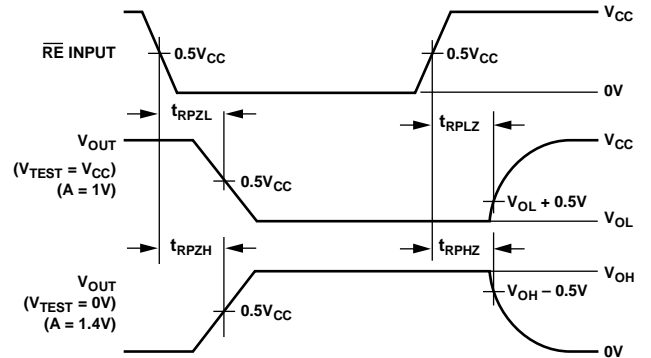 V_CC
RE INPUT
0.5V_CC
0.5V_CC
0V
t_RPZL
t_RPLZ
V_OUT
(V_TEST = V_CC)
(A = 1V)
V_CC
0.5V_CC
V_OL + 0.5V
V_OL
t_RPZH
t_RPHZ
V_OUT
(V_TEST = 0V)
(A = 1.4V)
V_OH
V_OH – 0.5V
0.5V_CC
0V